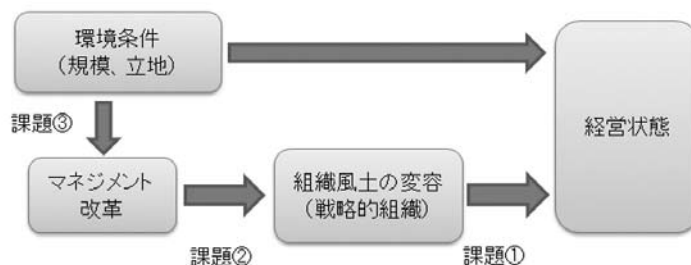 環境条件
(規模、立地)
経営状態
課題③
マネジメント
改革
組織風土の変容
(戦略的組織)
課題②
課題①